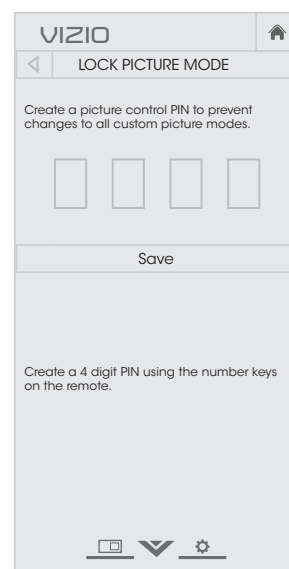 VIZIO
LOCK PICTURE MODE
Create a picture control PIN to prevent
changes to all custom picture modes.
Save
Create a 4 digit PIN using the number keys
on the remote.